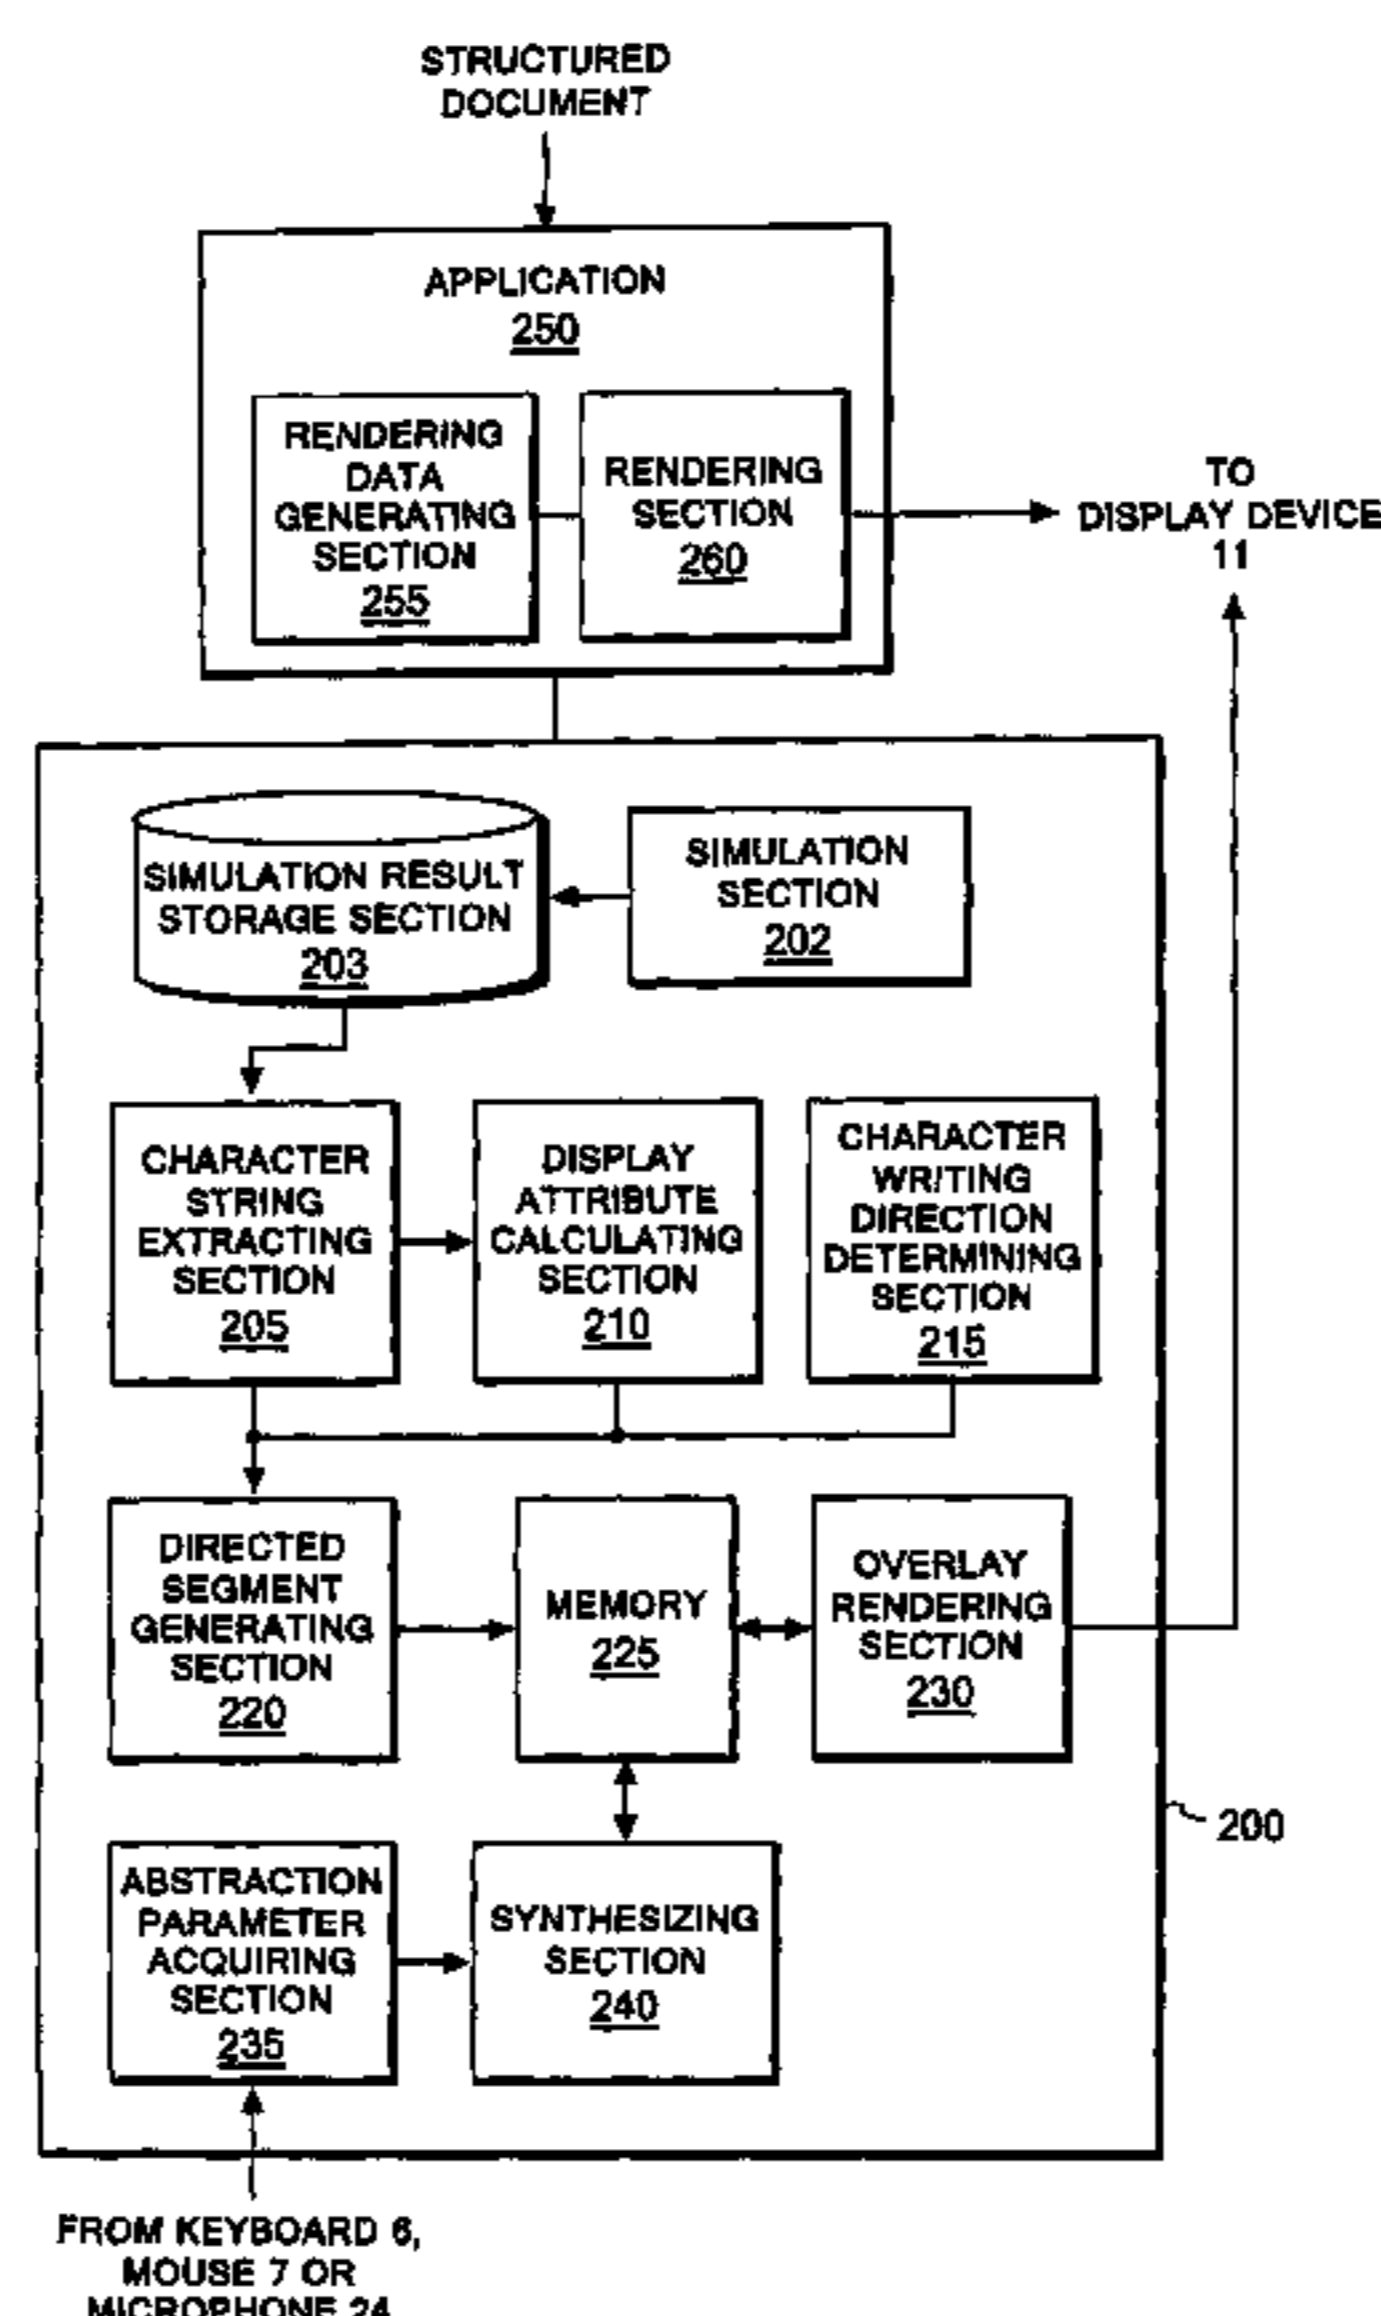 STRUCTURED
DOCUMENT
APPLICATION
250
RENDERING
DATA
GENERATING
SECTION
255
RENDERING
SECTION
260
TO
DISPLAY DEVICE
11
SIMULATION RESULT
STORAGE SECTION
203
SIMULATION
SECTION
202
CHARACTER
STRING
EXTRACTING
SECTION
205
DISPLAY
ATTRIBUTE
CALCULATING
SECTION
210
CHARACTER
WRITING
DIRECTION
DETERMINING
SECTION
215
DIRECTED
SEGMENT
GENERATING
SECTION
220
MEMORY
225
OVERLAY
RENDERING
SECTION
230
200
ABSTRACTION
PARAMETER
ACQUIRING
SECTION
235
SYNTHESIZING
SECTION
240
FROM KEYBOARD 6,
MOUSE 7 OR
MICROPHONE 24